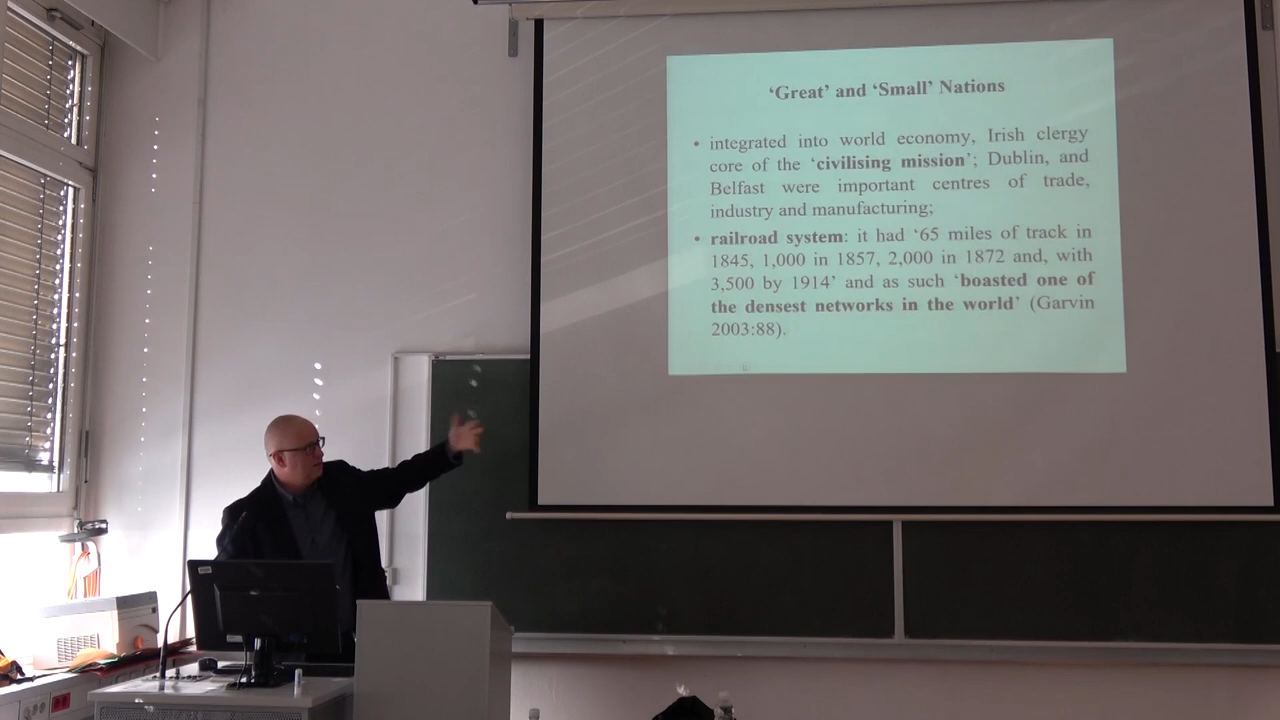 ‘Great’ and ‘Small’ Nations
• integrated into world economy, Irish clergy
core of the ‘civilising mission’; Dublin, and
Belfast were important centres of trade,
industry and manufacturing;
• railroad system: it had ‘65 miles of track in
1845, 1,000 in 1857, 2,000 in 1872 and, with
3,500 by 1914’ and as such ‘boasted one of
the densest networks in the world’ (Garvin
2003:88).